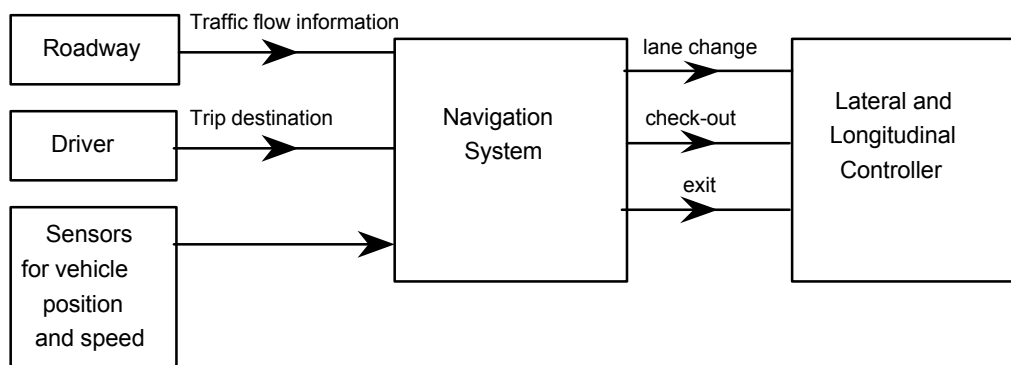 Traffic flow information
Roadway
Trip destination
Driver
Sensors
for vehicle
position
and speed
Navigation
System
lane change
check-out
exit
Lateral and
Longitudinal
Controller